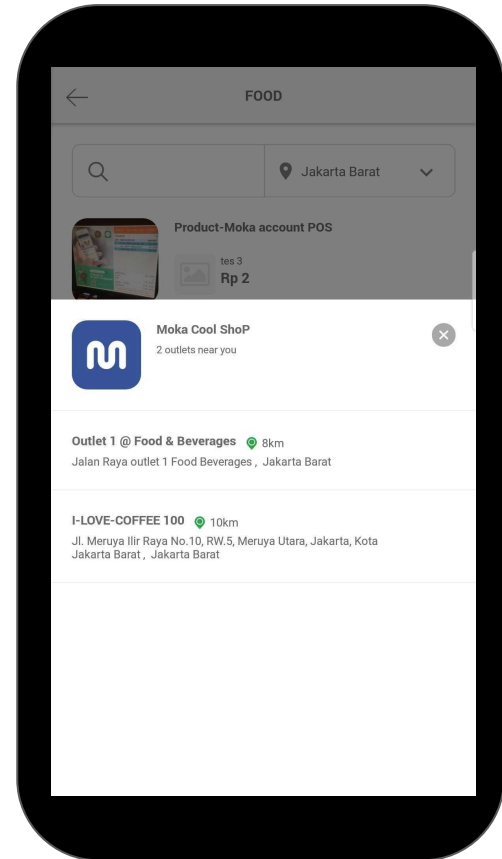 FOOD
Jakarta Barat
Product-Moka account POS
tes 3
Rp 2
Moka Cool ShoP
2 outlets near you
Outlet 1 @ Food & Beverages 8km
Jalan Raya outlet 1 Food Beverages , Jakarta Barat
I-LOVE-COFFEE 100 10km
Jl. Meruya Ilir Raya No.10, RW.5, Meruya Utara, Jakarta, Kota
Jakarta Barat , Jakarta Barat